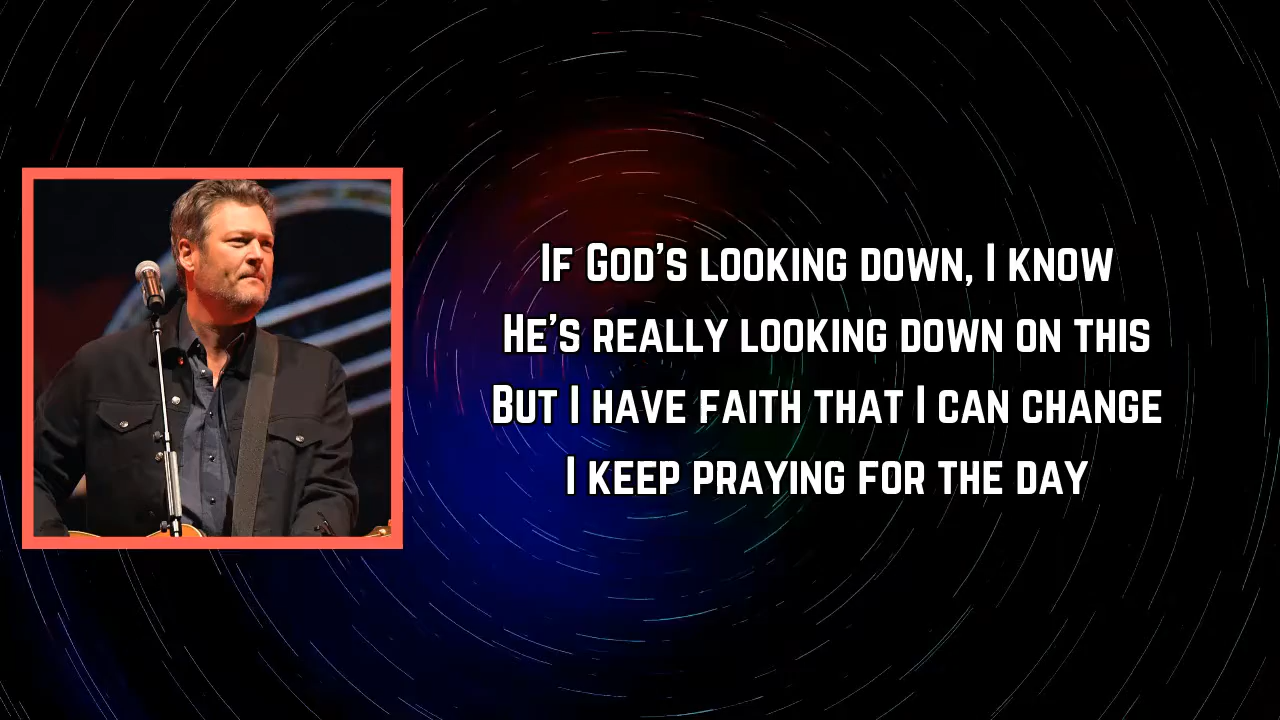 If God's looking down, I know
He's really looking down on this
But I have faith that I can change
I keep praying for the day